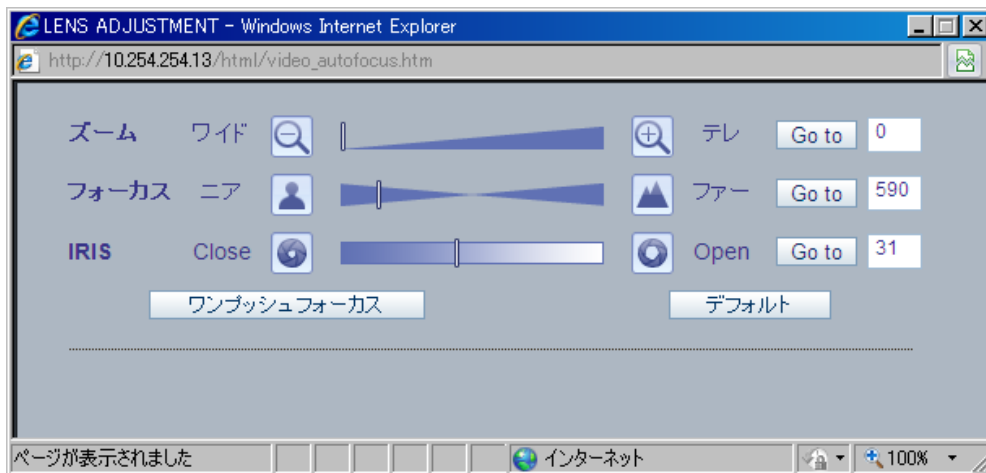 LENS ADJUSTMENT - Windows Internet Explorer
http://10.254.254.13/html/video_autofocus.htm
ズーム ワイド テレ Go to 0
フォーカス ニア ファー Go to 590
IRIS Close Open Go to 31
ワンプッシュフォーカス デフォルト
ページが表示されました インターネット 100%